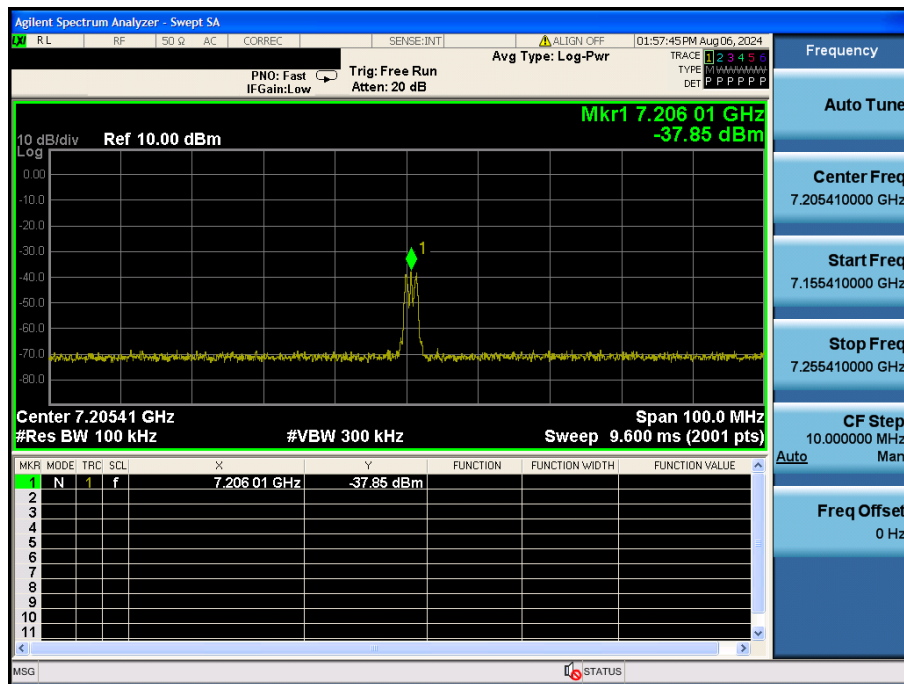 Agilent Spectrum Analyzer - Swept SA
LXI RL RF 50 Ω AC CORREC SENSE:INT ALIGN OFF 01:57:45PM Aug 06, 2024
Avg Type: Log-Pwr
TRACE 1 2 3 4 5 6
PNO: Fast Trig: Free Run
TYPE MWWWWW
IFGain:Low Atten: 20 dB
DET P P P P P P
Mkr1 7.206 01 GHz
-37.85 dBm
10 dB/div Ref 10.00 dBm
Log
0.00
-10.0
-20.0
-30.0
1
-40.0
-50.0
-60.0
-70.0
-80.0
Center 7.20541 GHz Span 100.0 MHz
#Res BW 100 kHz #VBW 300 kHz Sweep 9.600 ms (2001 pts)
MKR MODE TRC SCL X Y FUNCTION FUNCTION WIDTH FUNCTION VALUE
1 N 1 f 7.206 01 GHz -37.85 dBm
2
3
4
5
6
7
8
9
10
11
MSG STATUS
Frequency
Auto Tune
Center Freq
7.205410000 GHz
Start Freq
7.155410000 GHz
Stop Freq
7.255410000 GHz
CF Step
10.000000 MHz
Auto Man
Freq Offset
0 Hz